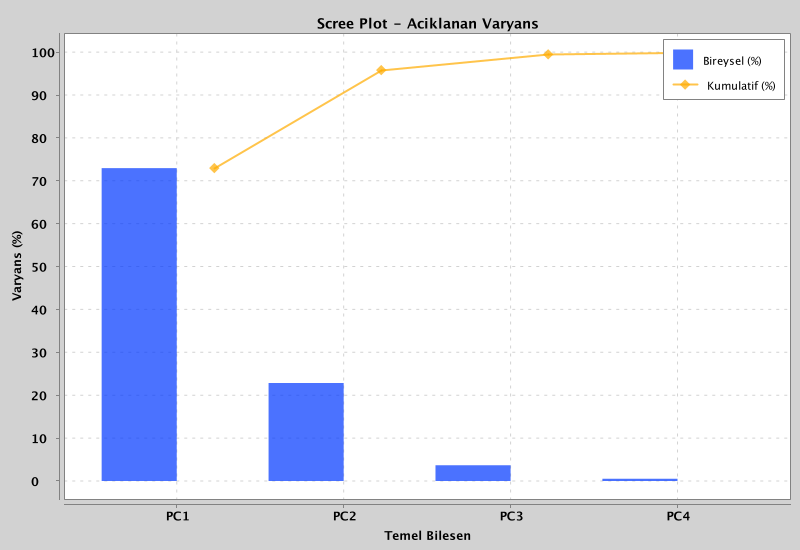 Scree Plot - Aciklanan Varyans
Bireysel (%)
Kumulatif (%)
Varyans (%)
100
90
80
70
60
50
40
30
20
10
0
PC1 PC2 PC3 PC4
Temel Bilesen